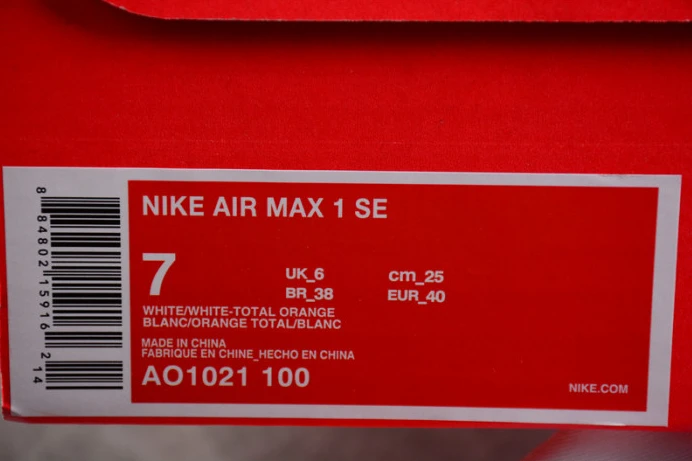 NIKE AIR MAX 1 SE
7
UK_6 cm_25
BR_38 EUR_40
WHITE/WHITE-TOTAL ORANGE
BLANC/ORANGE TOTAL/BLANC
MADE IN CHINA
FABRIQUE EN CHINE_HECHO EN CHINA
AO1021 100
NIKE.COM
8 84802 15916 2 14